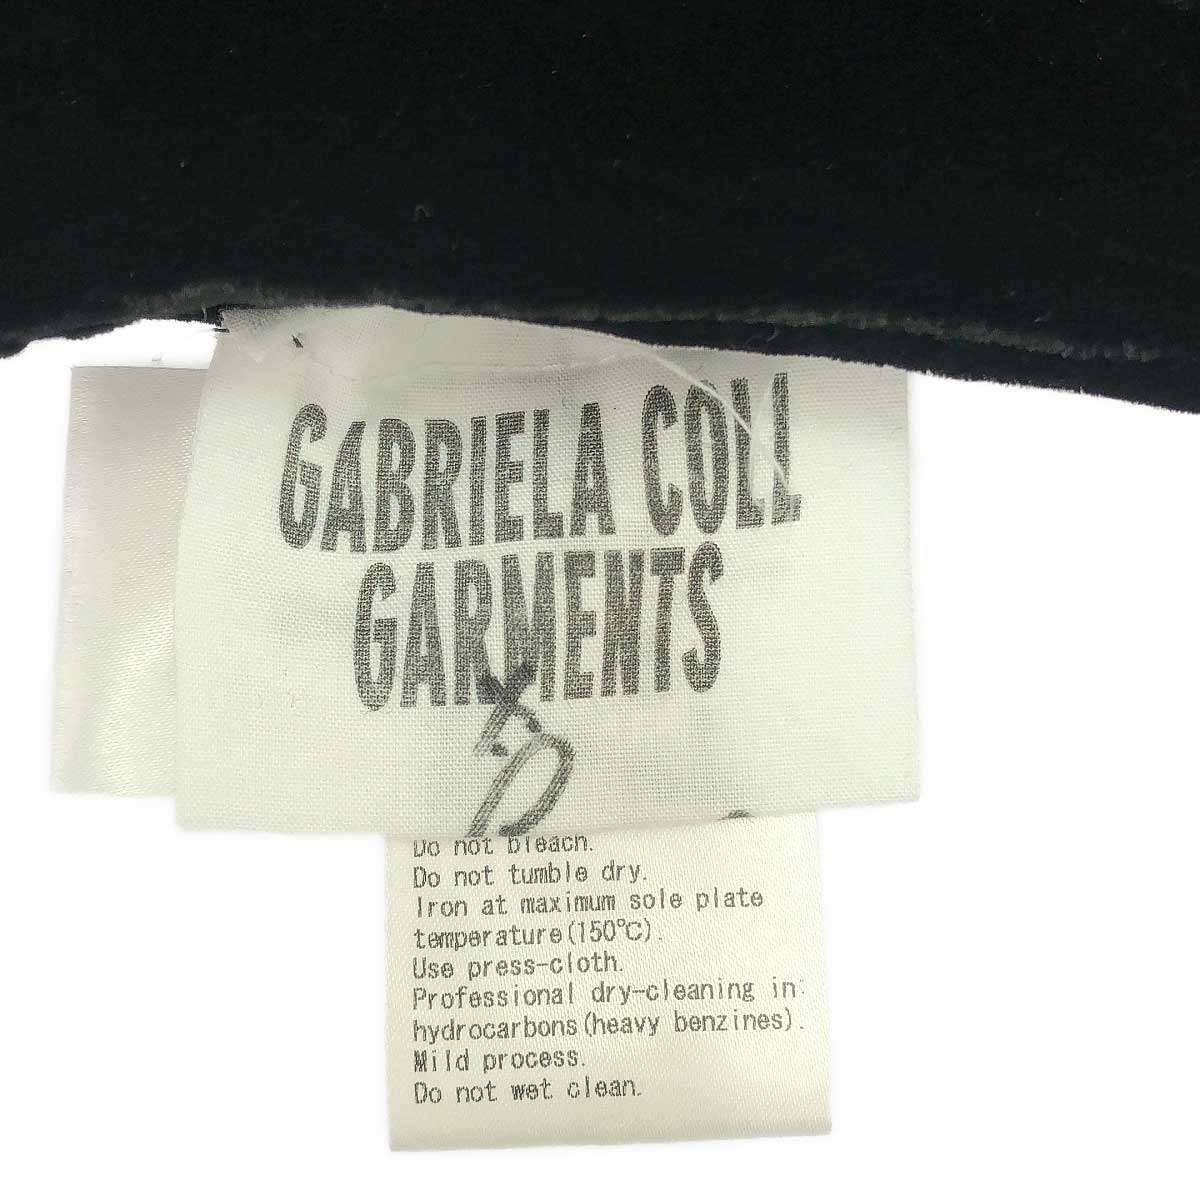 GABRIELA COLL
GARMENTS
Do not bleach.
Do not tumble dry.
Iron at maximum sole plate
temperature(150℃).
Use press-cloth.
Professional dry-cleaning in:
hydrocarbons(heavy benzines).
Mild process.
Do not wet clean.